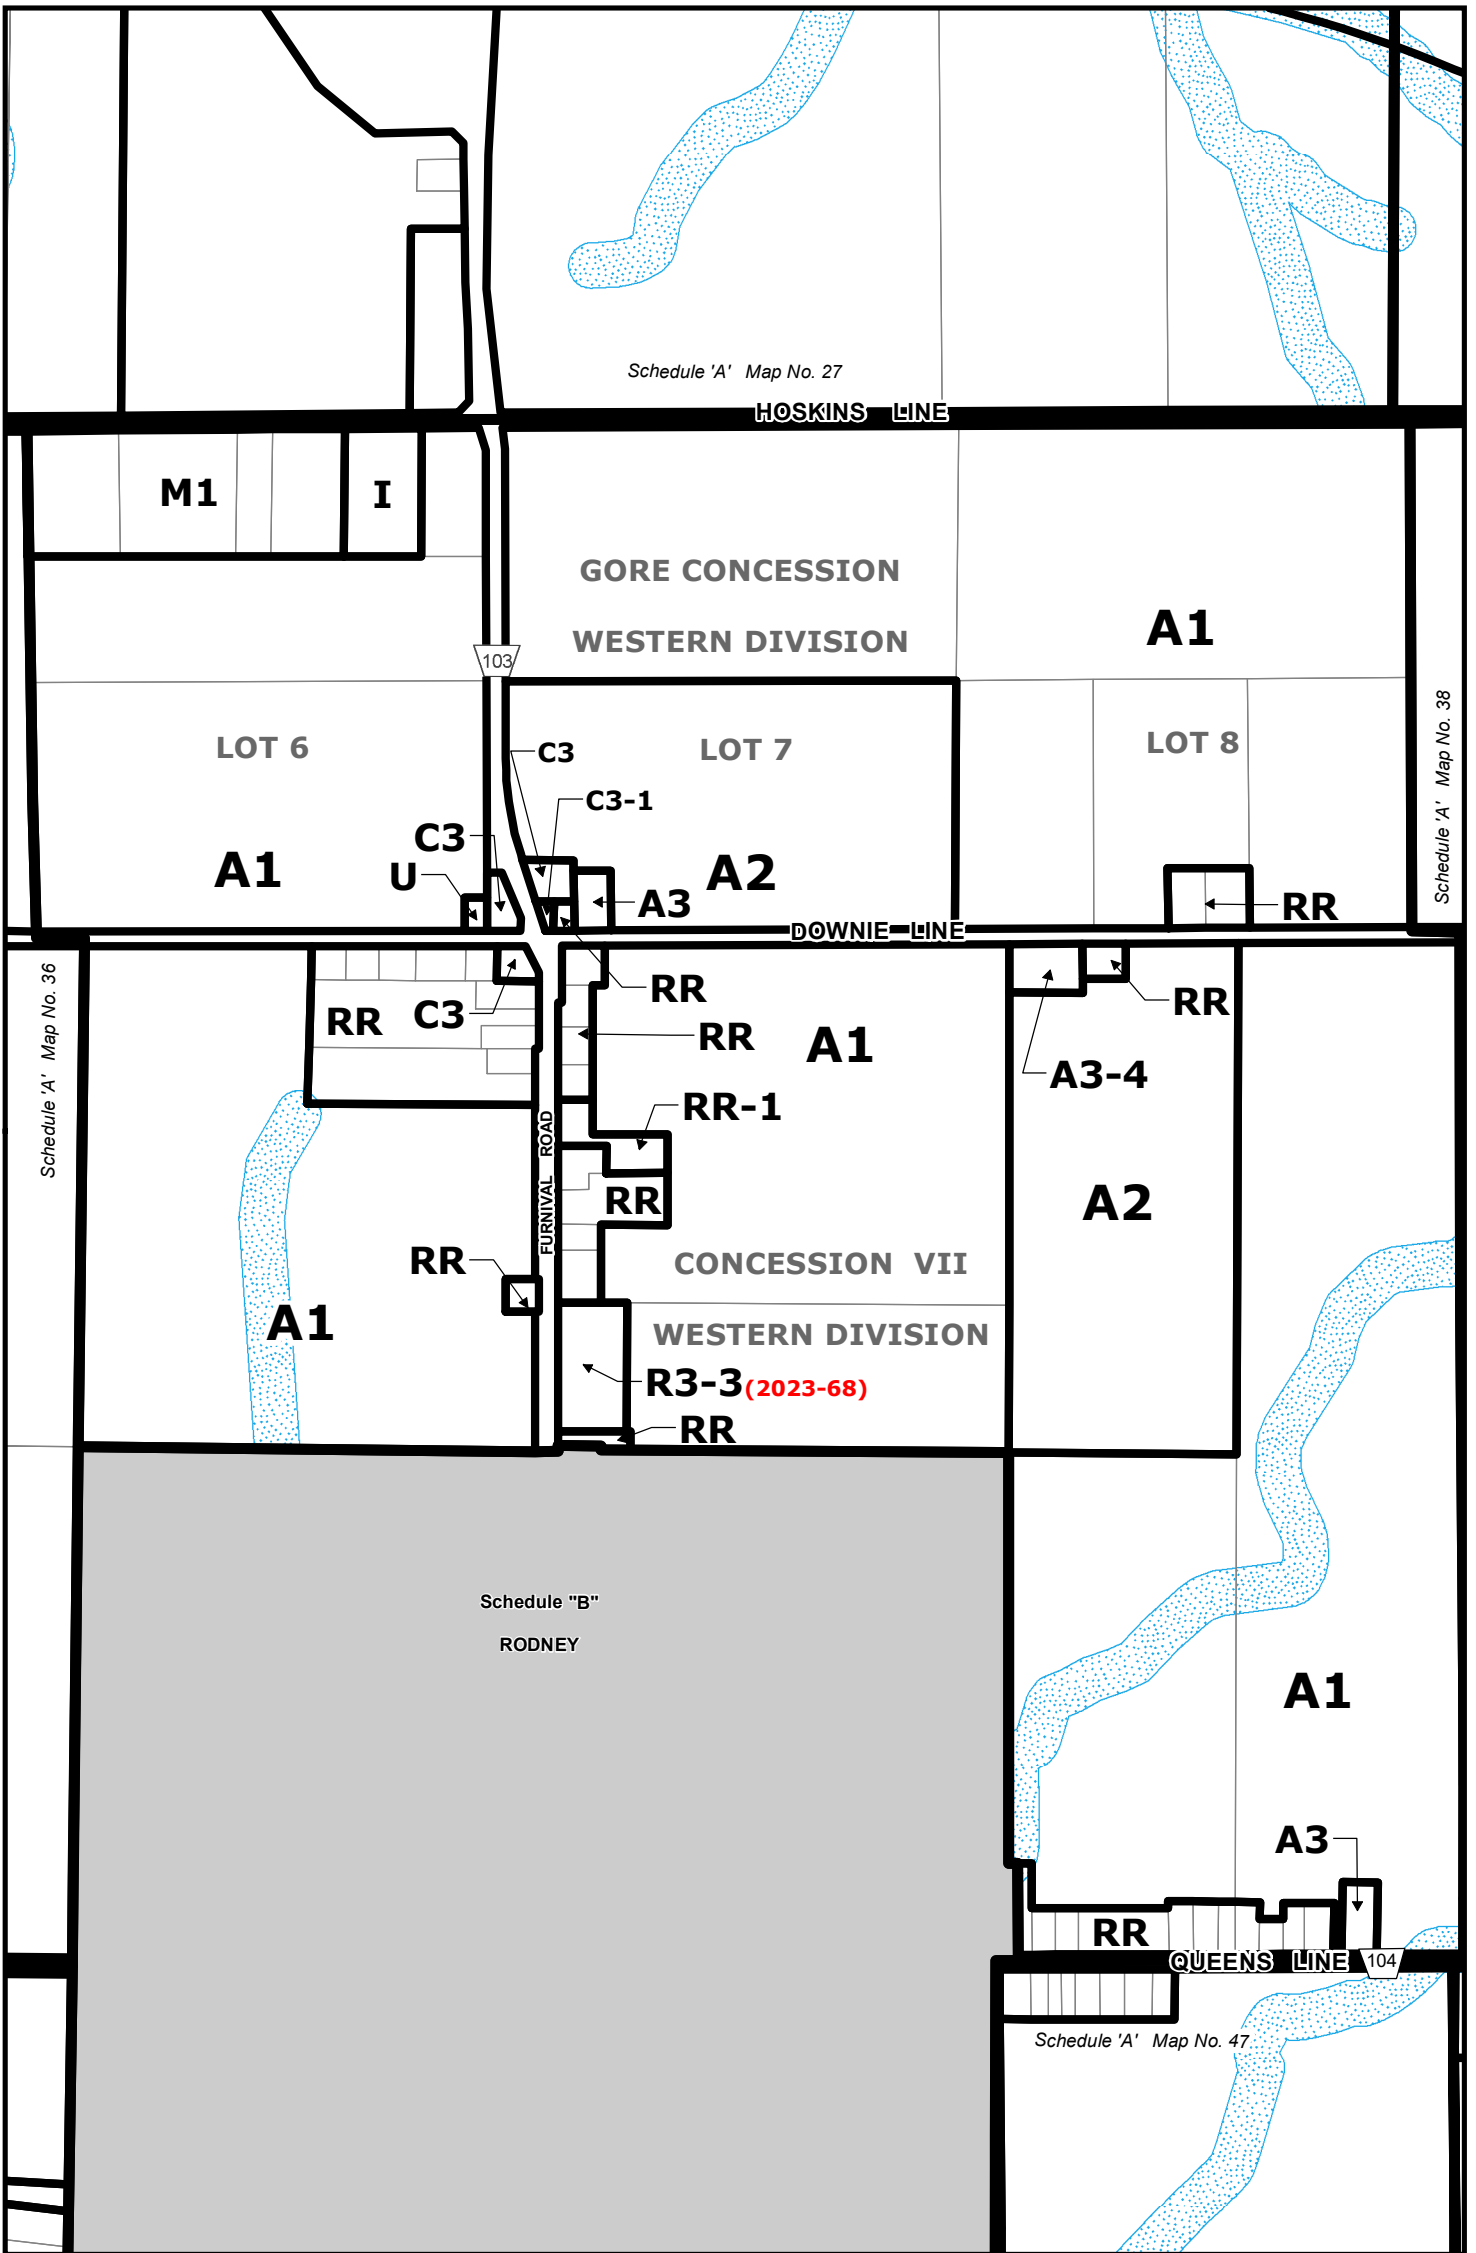 Schedule 'A' Map No. 27
HOSKINS LINE
M1
I
GORE CONCESSION
WESTERN DIVISION
A1
103
LOT 6
C3
LOT 7
LOT 8
Schedule 'A' Map No. 38
C3-1
C3
A1
U
A2
A3
RR
DOWNIE LINE
Schedule 'A' Map No. 36
RR
C3
RR
RR
A1
RR
A3-4
RR-1
FURNIVAL ROAD
RR
A2
RR
CONCESSION VII
A1
WESTERN DIVISION
R3-3(2023-68)
RR
Schedule "B"
RODNEY
A1
A3
RR
QUEENS LINE
104
Schedule 'A' Map No. 47